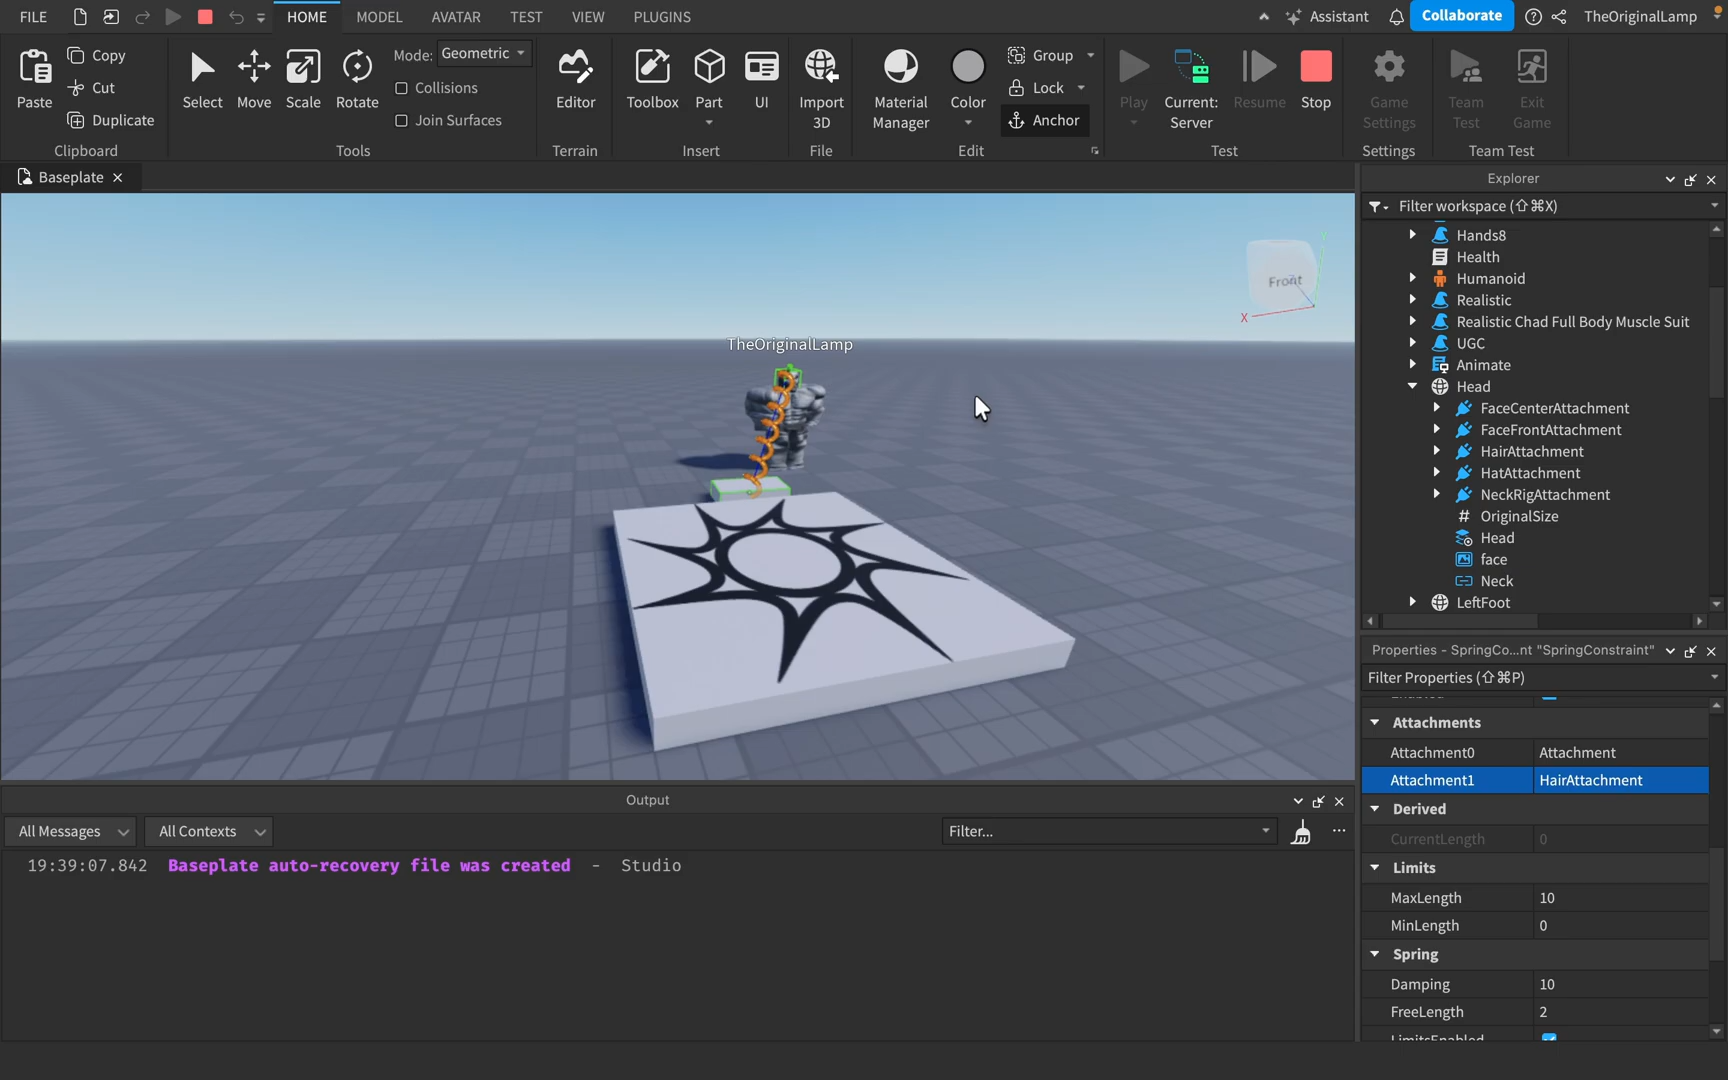 FILE HOME MODEL AVATAR TEST VIEW PLUGINS Assistant Collaborate TheOriginalLamp
Paste
Copy
Cut
Duplicate
Clipboard
Select Move Scale Rotate
Mode: Geometric
Collisions
Join Surfaces
Tools
Editor
Terrain
Toolbox Part UI
Insert
Import 3D
File
Material Manager
Color
Group
Lock
Anchor
Edit
Play
Current: Server
Resume
Stop
Test
Game Settings
Settings
Team Test
Exit Game
Team Test
Baseplate
Front
X
TheOriginalLamp
Explorer
Filter workspace (⇧⌘X)
Hands8
Health
Humanoid
Realistic
Realistic Chad Full Body Muscle Suit
UGC
Animate
Head
FaceCenterAttachment
FaceFrontAttachment
HairAttachment
HatAttachment
NeckRigAttachment
OriginalSize
Head
face
Neck
LeftFoot
Properties - SpringCo...nt "SpringConstraint"
Filter Properties (⇧⌘P)
Attachments
Attachment0 Attachment
Attachment1 HairAttachment
Derived
CurrentLength 0
Limits
MaxLength 10
MinLength 0
Spring
Damping 10
FreeLength 2
LimitsEnabled
Output
All Messages All Contexts Filter...
19:39:07.842 Baseplate auto-recovery file was created - Studio